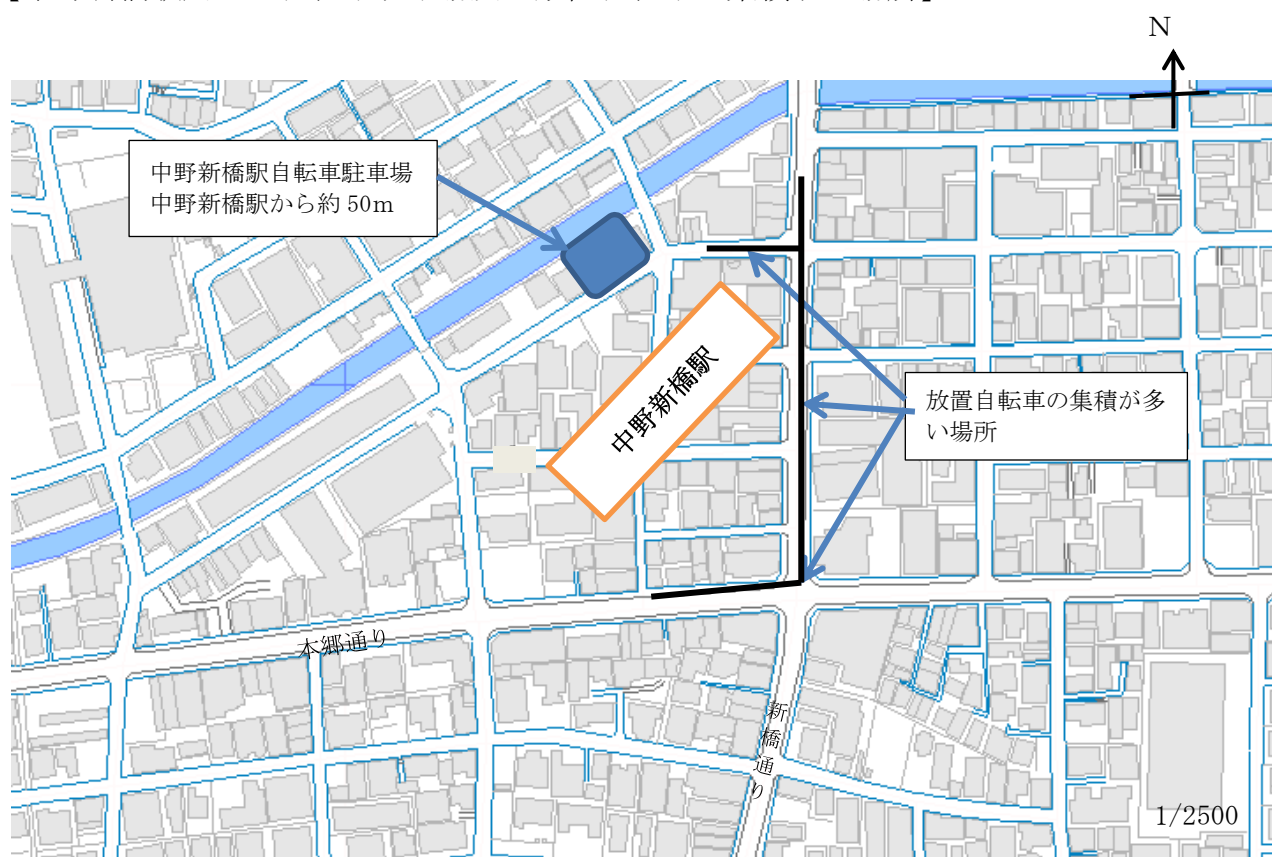 N
中野新橋駅自転車駐車場
中野新橋駅から約 50m
中野新橋駅
放置自転車の集積が多
い場所
本郷通り
新橋通り
1/2500